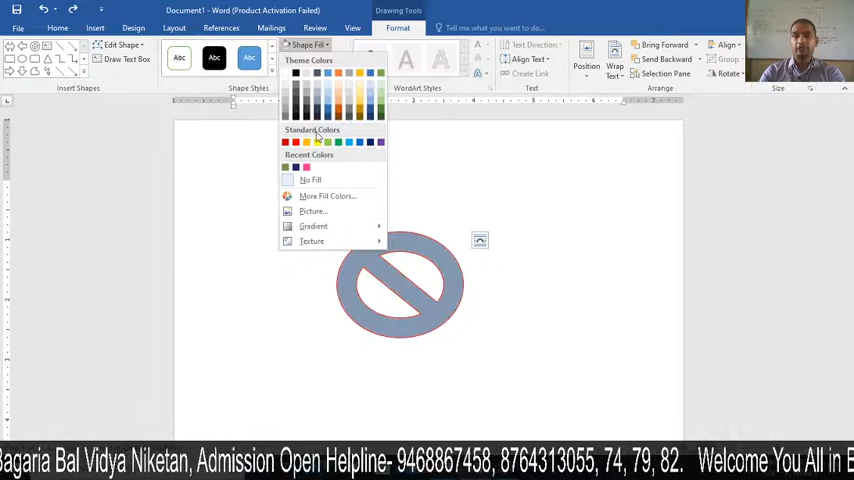 Document1 - Word (Product Activation Failed)
Drawing Tools
File Insert Design Layout References Mailings Review View Format Tell me what you want to do...
Edit Shape
Draw Text Box
Insert Shapes
Abc Abc Abc
Shape Styles
Shape Fill
Theme Colors
Standard Colors
Recent Colors
No Fill
More Fill Colors...
Picture...
Gradient
Texture
A A
WordArt Styles
Align Text
Create Link
Text
Position
Wrap Text
Bring Forward
Send Backward
Selection Pane
Arrange
Align
Group
Rotate
Bagaria Bal Vidya Niketan, Admission Open Helpline- 9468867458, 8764313055, 74, 79, 82. Welcome You All in